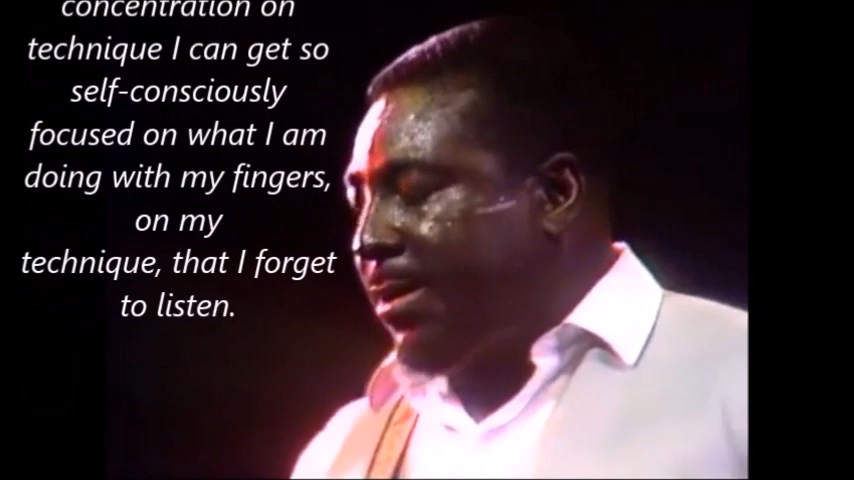 concentration on
technique I can get so
self-consciously
focused on what I am
doing with my fingers,
on my
technique, that I forget
to listen.